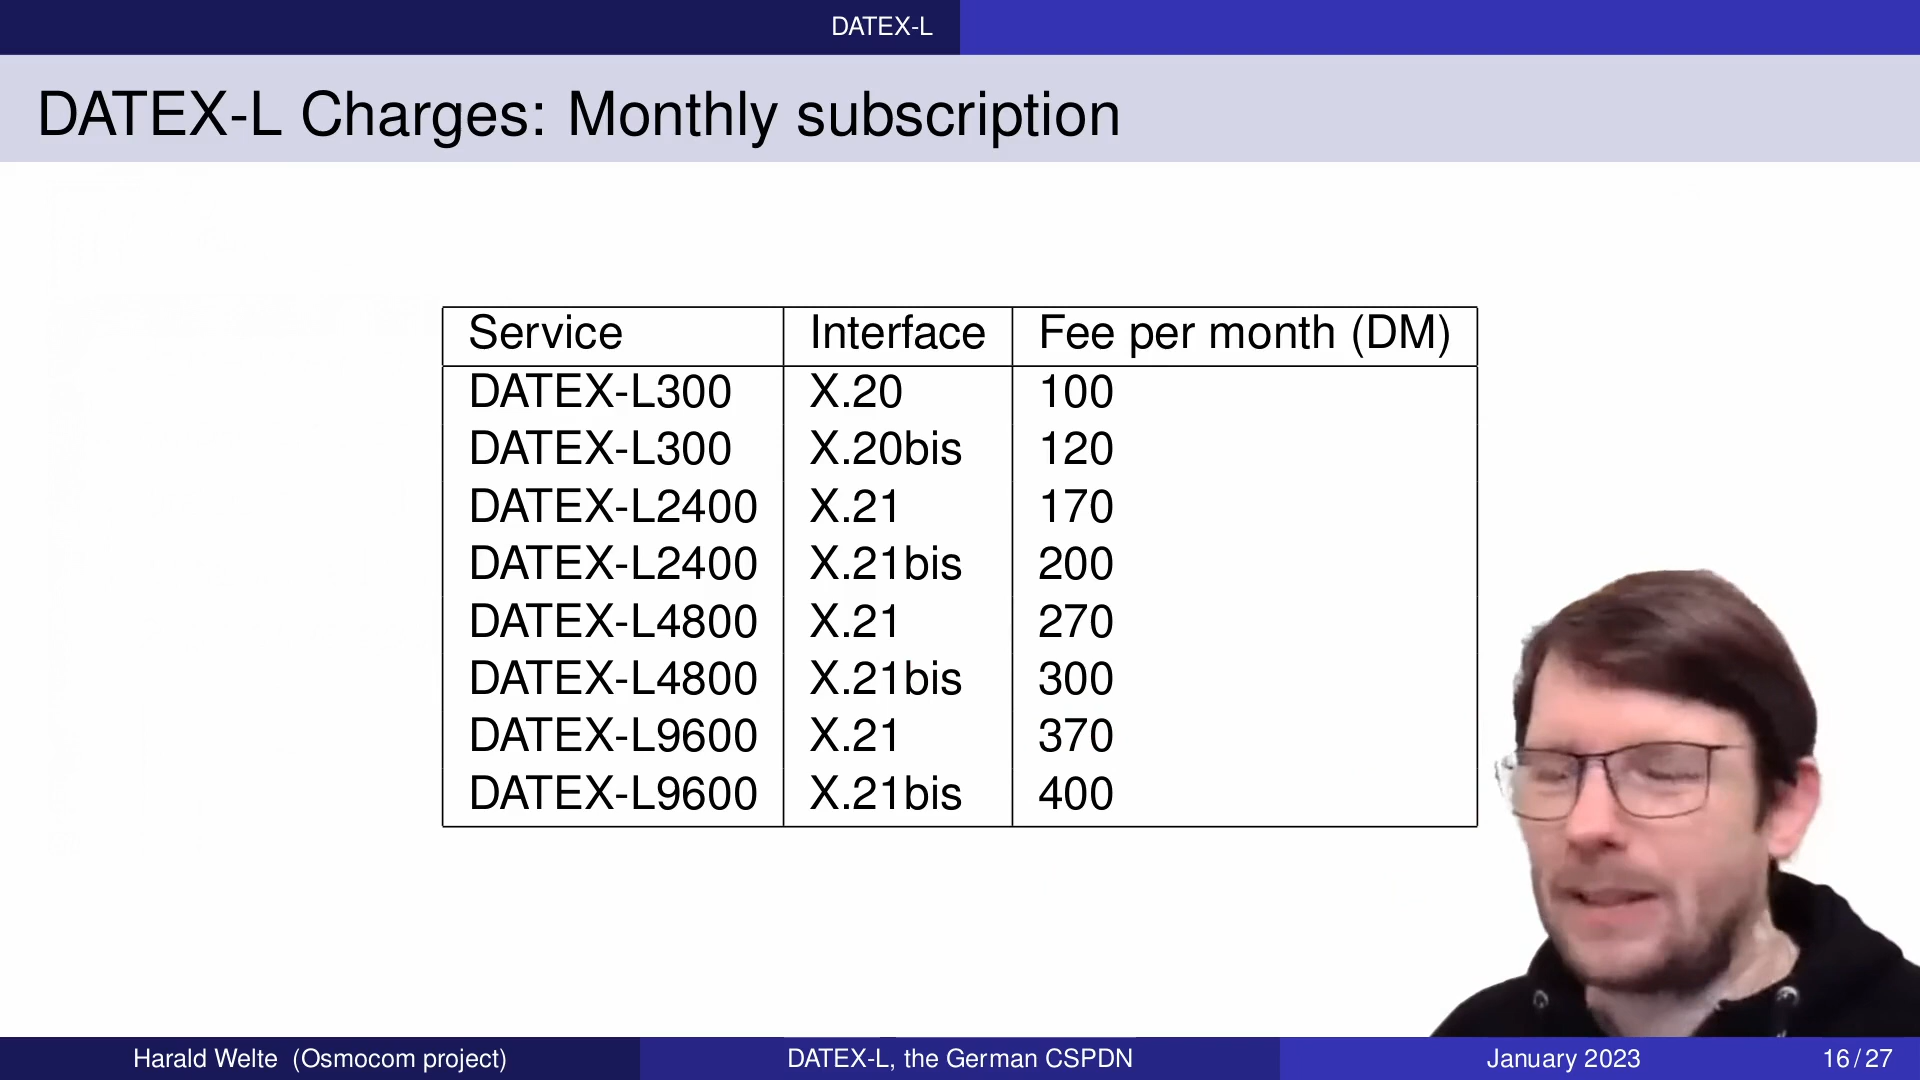 DATEX-L
DATEX-L Charges: Monthly subscription
Service Interface Fee per month (DM)
DATEX-L300 X.20 100
DATEX-L300 X.20bis 120
DATEX-L2400 X.21 170
DATEX-L2400 X.21bis 200
DATEX-L4800 X.21 270
DATEX-L4800 X.21bis 300
DATEX-L9600 X.21 370
DATEX-L9600 X.21bis 400
Harald Welte (Osmocom project) DATEX-L, the German CSPDN January 2023 16 / 27